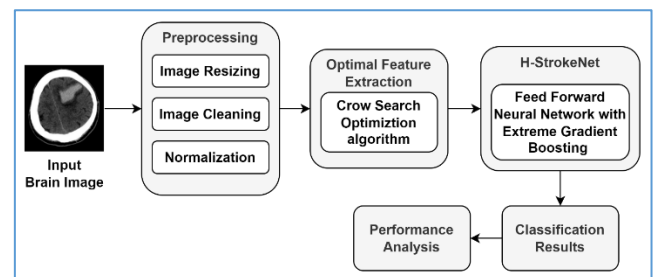 Input
Brain Image
Preprocessing
Image Resizing
Image Cleaning
Normalization
Optimal Feature
Extraction
Crow Search
Optimiztion
algorithm
H-StrokeNet
Feed Forward
Neural Network with
Extreme Gradient
Boosting
Classification
Results
Performance
Analysis